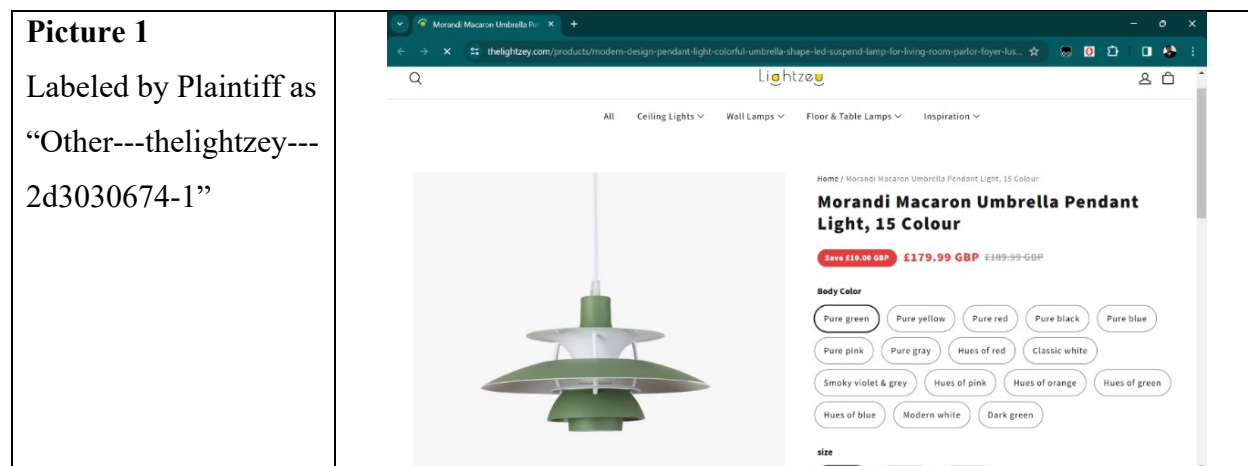 Picture 1
Labeled by Plaintiff as
“Other---thelightzey---
2d3030674-1”
Morandi Macaron Umbrella Pe
thelightzey.com/products/modern-design-pendant-light-colorful-umbrella-shape-led-suspend-lamp-for-living-room-parlor-foyer-lus...
Lightzey
All Ceiling Lights Wall Lamps Floor & Table Lamps Inspiration
Home / Morandi Macaron Umbrella Pendant Light, 15 Colour
Morandi Macaron Umbrella Pendant
Light, 15 Colour
Save £10.00 GBP £179.99 GBP £189.99 GBP
Body Color
Pure green Pure yellow Pure red Pure black Pure blue
Pure pink Pure gray Hues of red Classic white
Smoky violet & grey Hues of pink Hues of orange Hues of green
Hues of blue Modern white Dark green
size